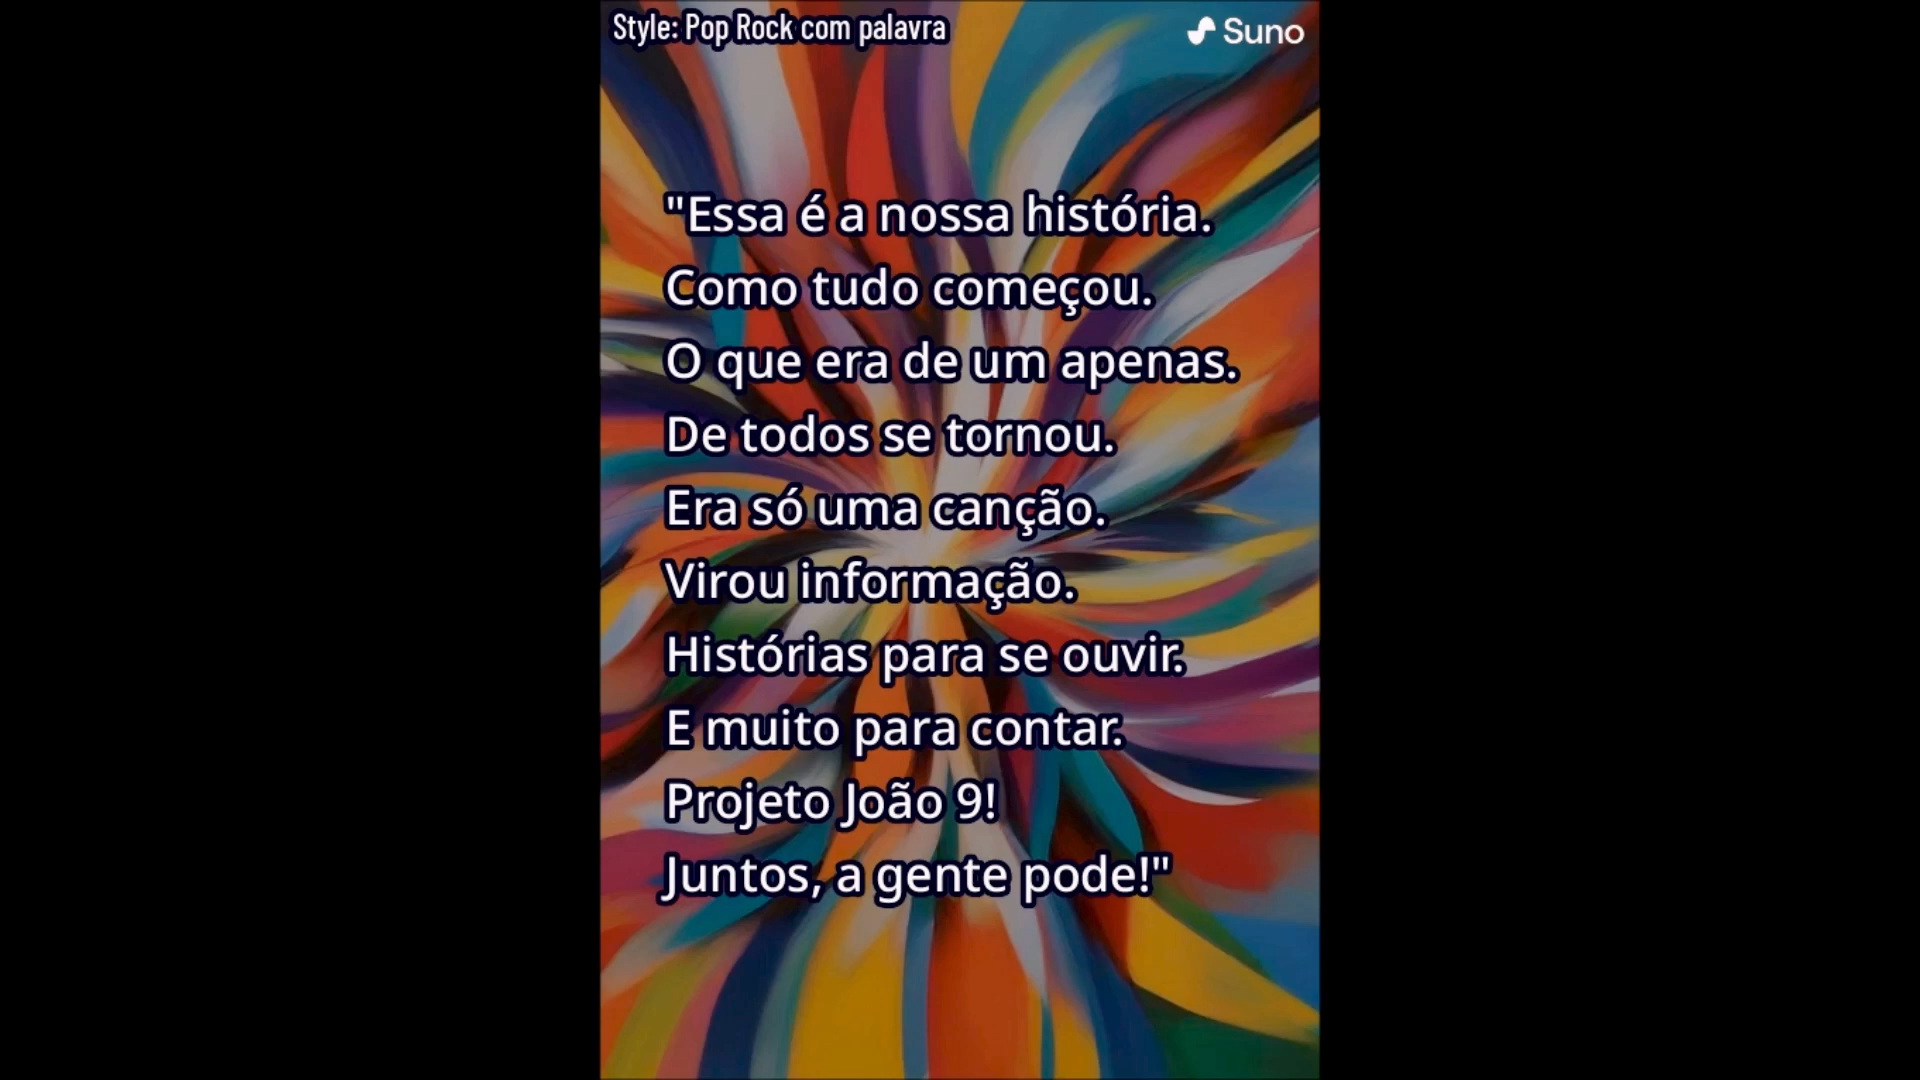 Style: Pop Rock com palavra
Suno
"Essa é a nossa história.
Como tudo começou.
O que era de um apenas.
De todos se tornou.
Era só uma canção.
Virou informação.
Histórias para se ouvir.
E muito para contar.
Projeto João 9!
Juntos, a gente pode!"